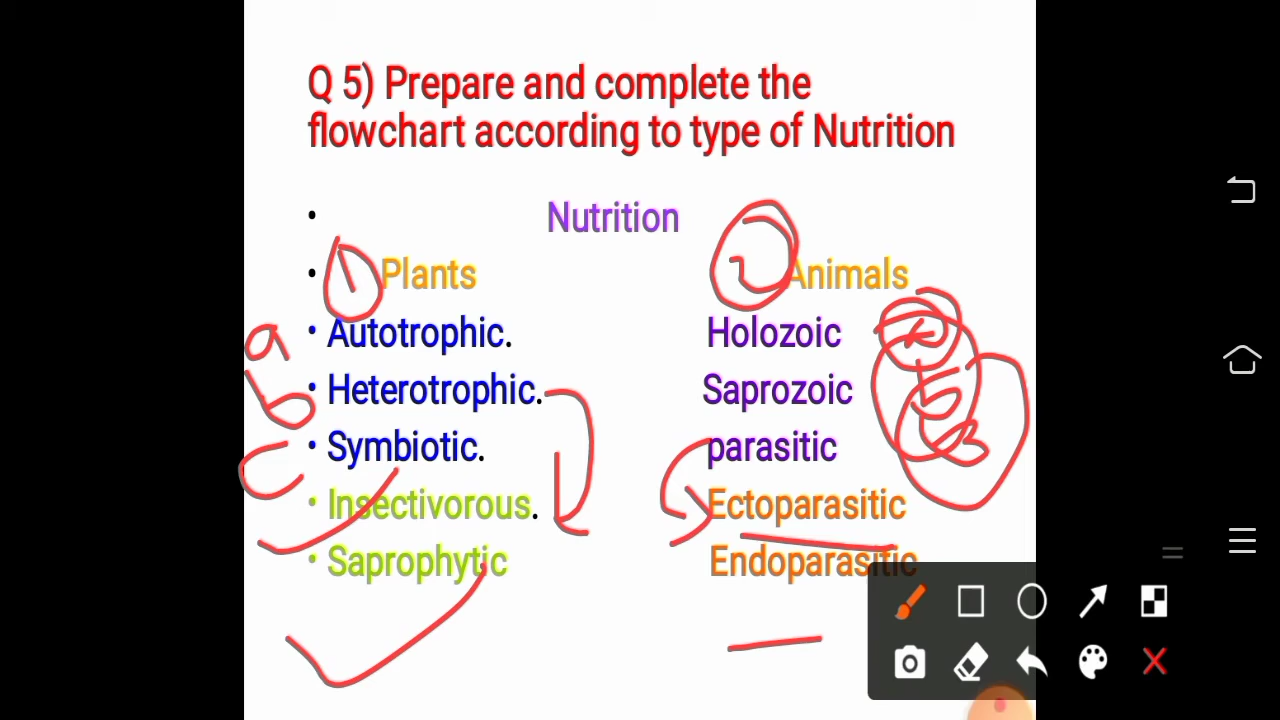 Q 5) Prepare and complete the
flowchart according to type of Nutrition
• Nutrition
• 1 Plants 2 Animals
a • Autotrophic. Holozoic
b • Heterotrophic. Saprozoic b
c • Symbiotic. parasitic
• Insectivorous. Ectoparasitic
• Saprophytic Endoparasitic